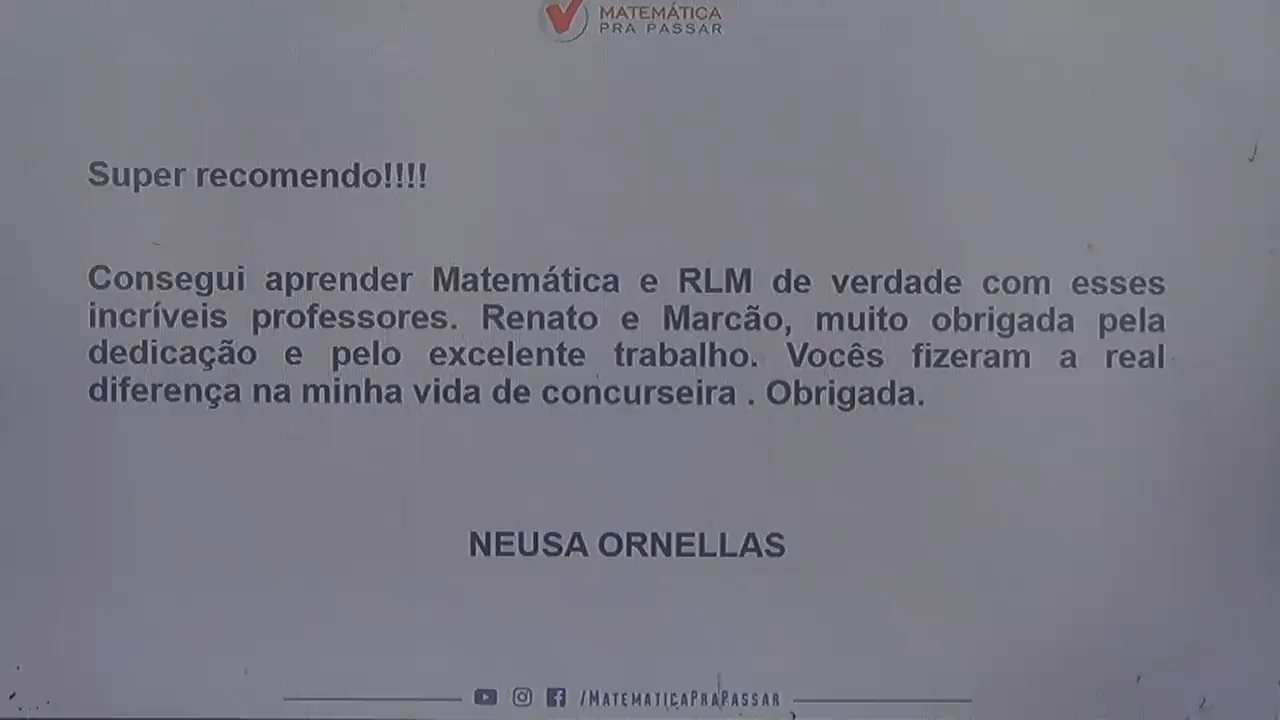 MATEMÁTICA
PRA PASSAR
Super recomendo!!!!
Consegui aprender Matemática e RLM de verdade com esses
incríveis professores. Renato e Marcão, muito obrigada pela
dedicação e pelo excelente trabalho. Vocês fizeram a real
diferença na minha vida de concurseira . Obrigada.
NEUSA ORNELLAS
/MATEMATICAPRAPASSAR
2